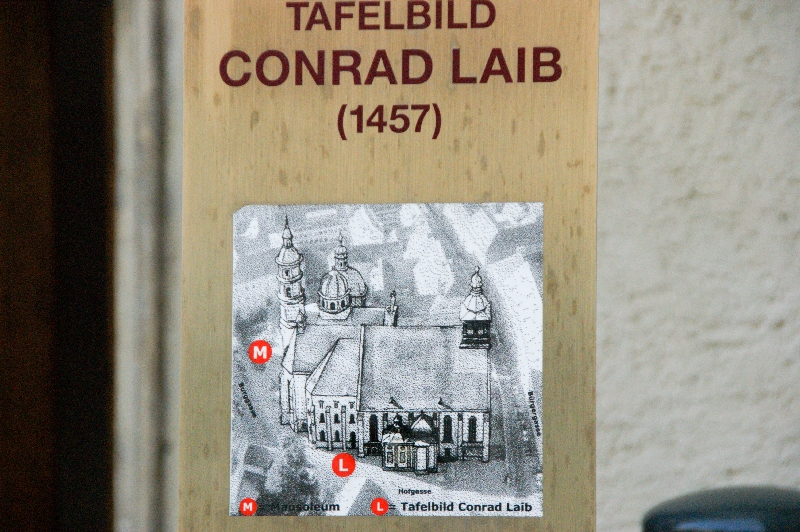 TAFELBILD
CONRAD LAIB
(1457)
M
L
Hofgasse
M = Mausoleum
L = Tafelbild Conrad Laib